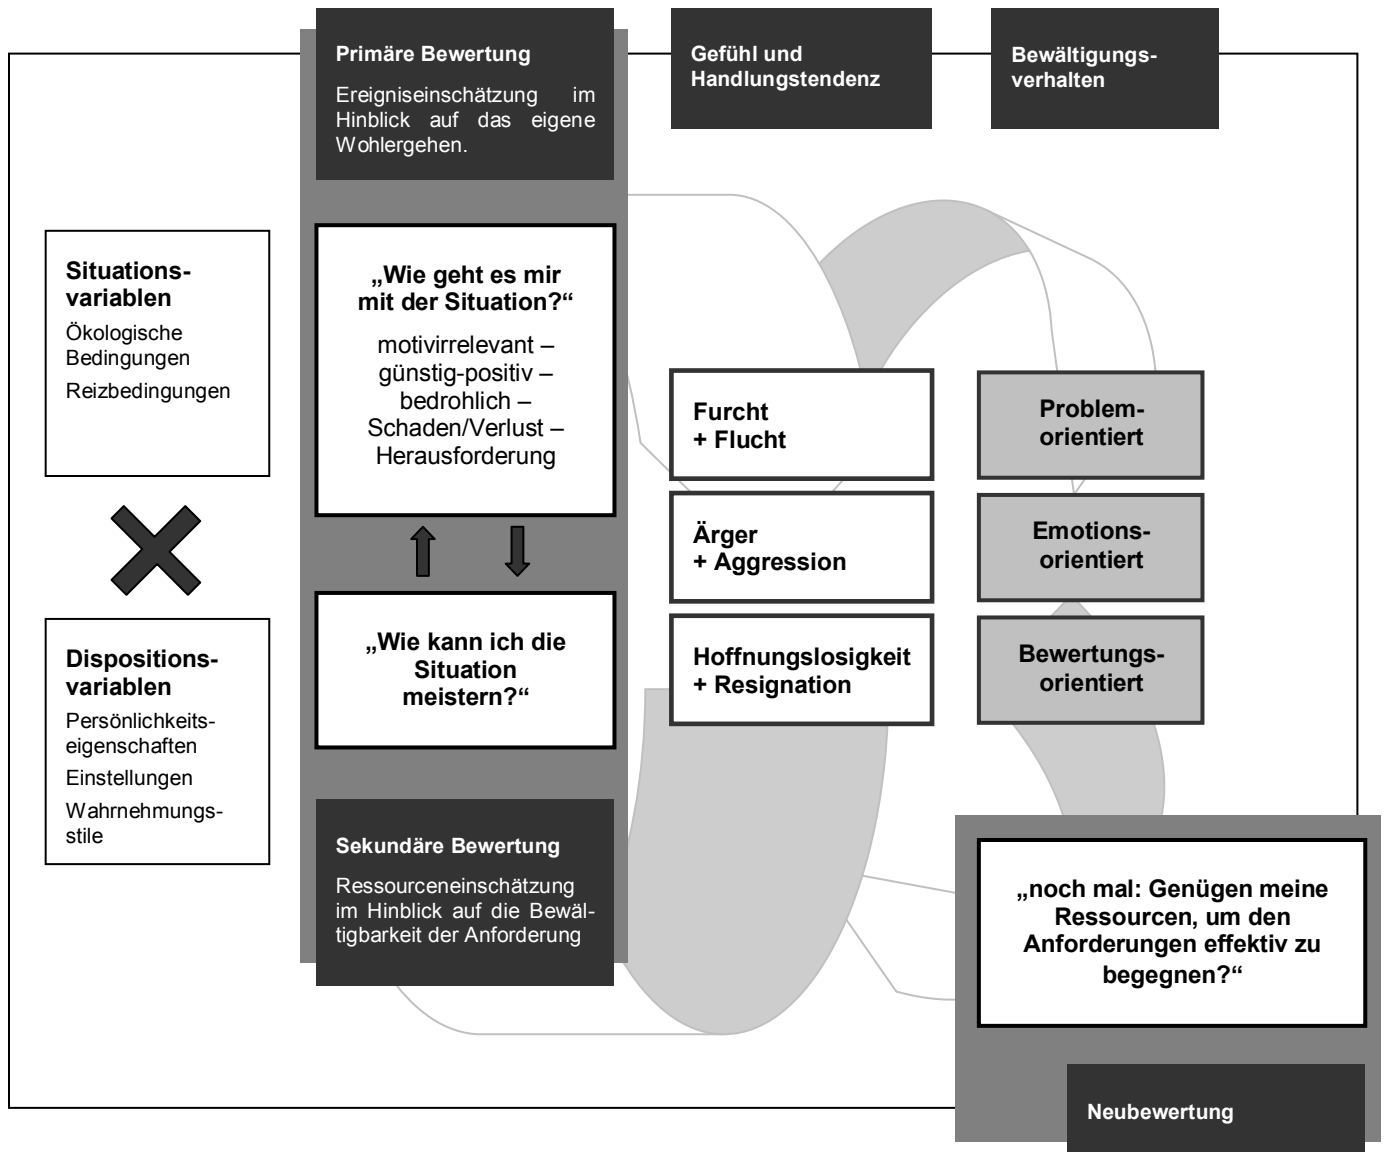 Primäre Bewertung
Ereigniseinschätzung im
Hinblick auf das eigene
Wohlergehen.
Gefühl und
Handlungstendenz
Bewältigungs-
verhalten
Situations-
variablen
Ökologische
Bedingungen
Reizbedingungen
„Wie geht es mir
mit der Situation?“
motivirrelevant –
günstig-positiv –
bedrohlich –
Schaden/Verlust –
Herausforderung
Furcht
+ Flucht
Problem-
orientiert
Ärger
+ Aggression
Emotions-
orientiert
Dispositions-
variablen
Persönlichkeits-
eigenschaften
Einstellungen
Wahrnehmungs-
stile
„Wie kann ich die
Situation
meistern?“
Hoffnungslosigkeit
+ Resignation
Bewertungs-
orientiert
Sekundäre Bewertung
Ressourceneinschätzung
im Hinblick auf die Bewäl-
tigbarkeit der Anforderung
„noch mal: Genügen meine
Ressourcen, um den
Anforderungen effektiv zu
begegnen?“
Neubewertung